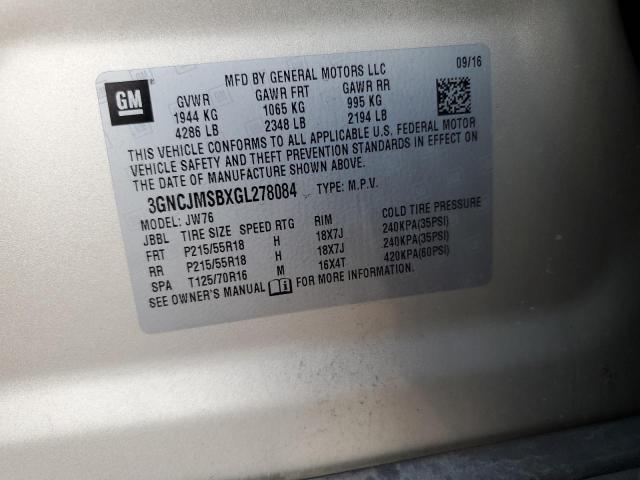 GM
MFD BY GENERAL MOTORS LLC 09/16
GVWR GAWR FRT GAWR RR
1944 KG 1065 KG 995 KG
4286 LB 2348 LB 2194 LB
THIS VEHICLE CONFORMS TO ALL APPLICABLE U.S. FEDERAL MOTOR
VEHICLE SAFETY AND THEFT PREVENTION STANDARDS IN EFFECT ON
THE DATE OF MANUFACTURE SHOWN ABOVE.
3GNCJMSBXGL278084 TYPE: M.P.V.
MODEL: JW76
JBBL TIRE SIZE SPEED RTG RIM COLD TIRE PRESSURE
FRT P215/55R18 H 18X7J 240KPA(35PSI)
RR P215/55R18 H 18X7J 240KPA(35PSI)
SPA T125/70R16 M 16X4T 420KPA(60PSI)
SEE OWNER'S MANUAL FOR MORE INFORMATION.